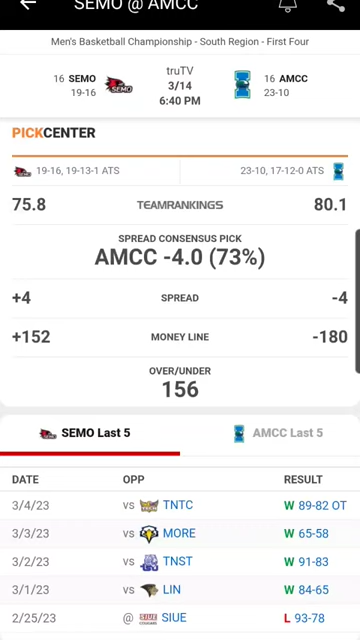 SEMO @ AMCC
Men's Basketball Championship - South Region - First Four
truTV
16 SEMO
19-16
SEMO
3/14
6:40 PM
16 AMCC
23-10
PICKCENTER
19-16, 19-13-1 ATS
23-10, 17-12-0 ATS
75.8 TEAMRANKINGS 80.1
SPREAD CONSENSUS PICK
AMCC -4.0 (73%)
+4 SPREAD -4
+152 MONEY LINE -180
OVER/UNDER
156
SEMO Last 5 AMCC Last 5
DATE OPP RESULT
3/4/23 vs TNTC W 89-82 OT
3/3/23 vs MORE W 65-58
3/2/23 vs TNST W 91-83
3/1/23 vs LIN W 84-65
2/25/23 @ SIUE L 93-78